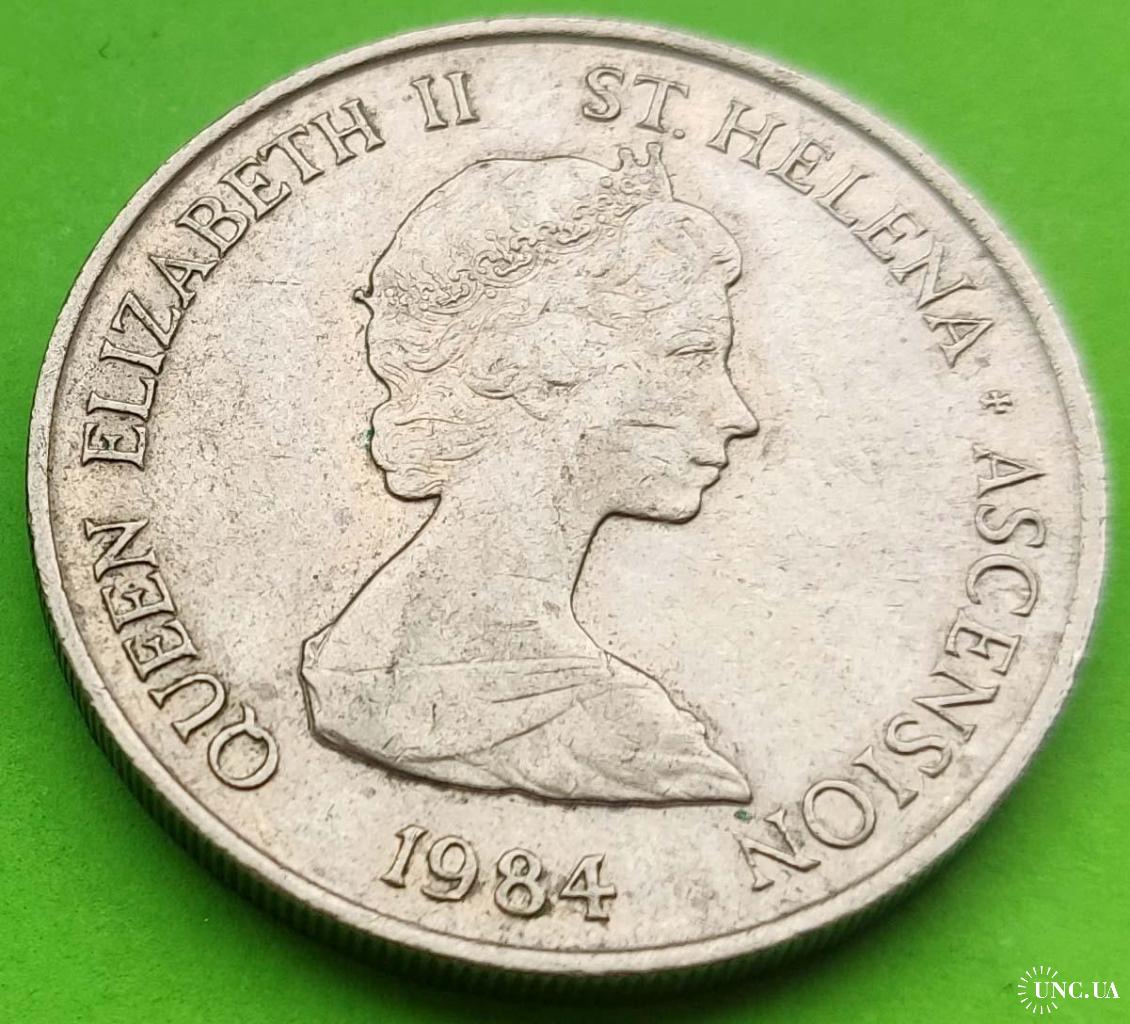 QUEEN ELIZABETH II ST. HELENA + ASCENSION
1984
UNC.UA